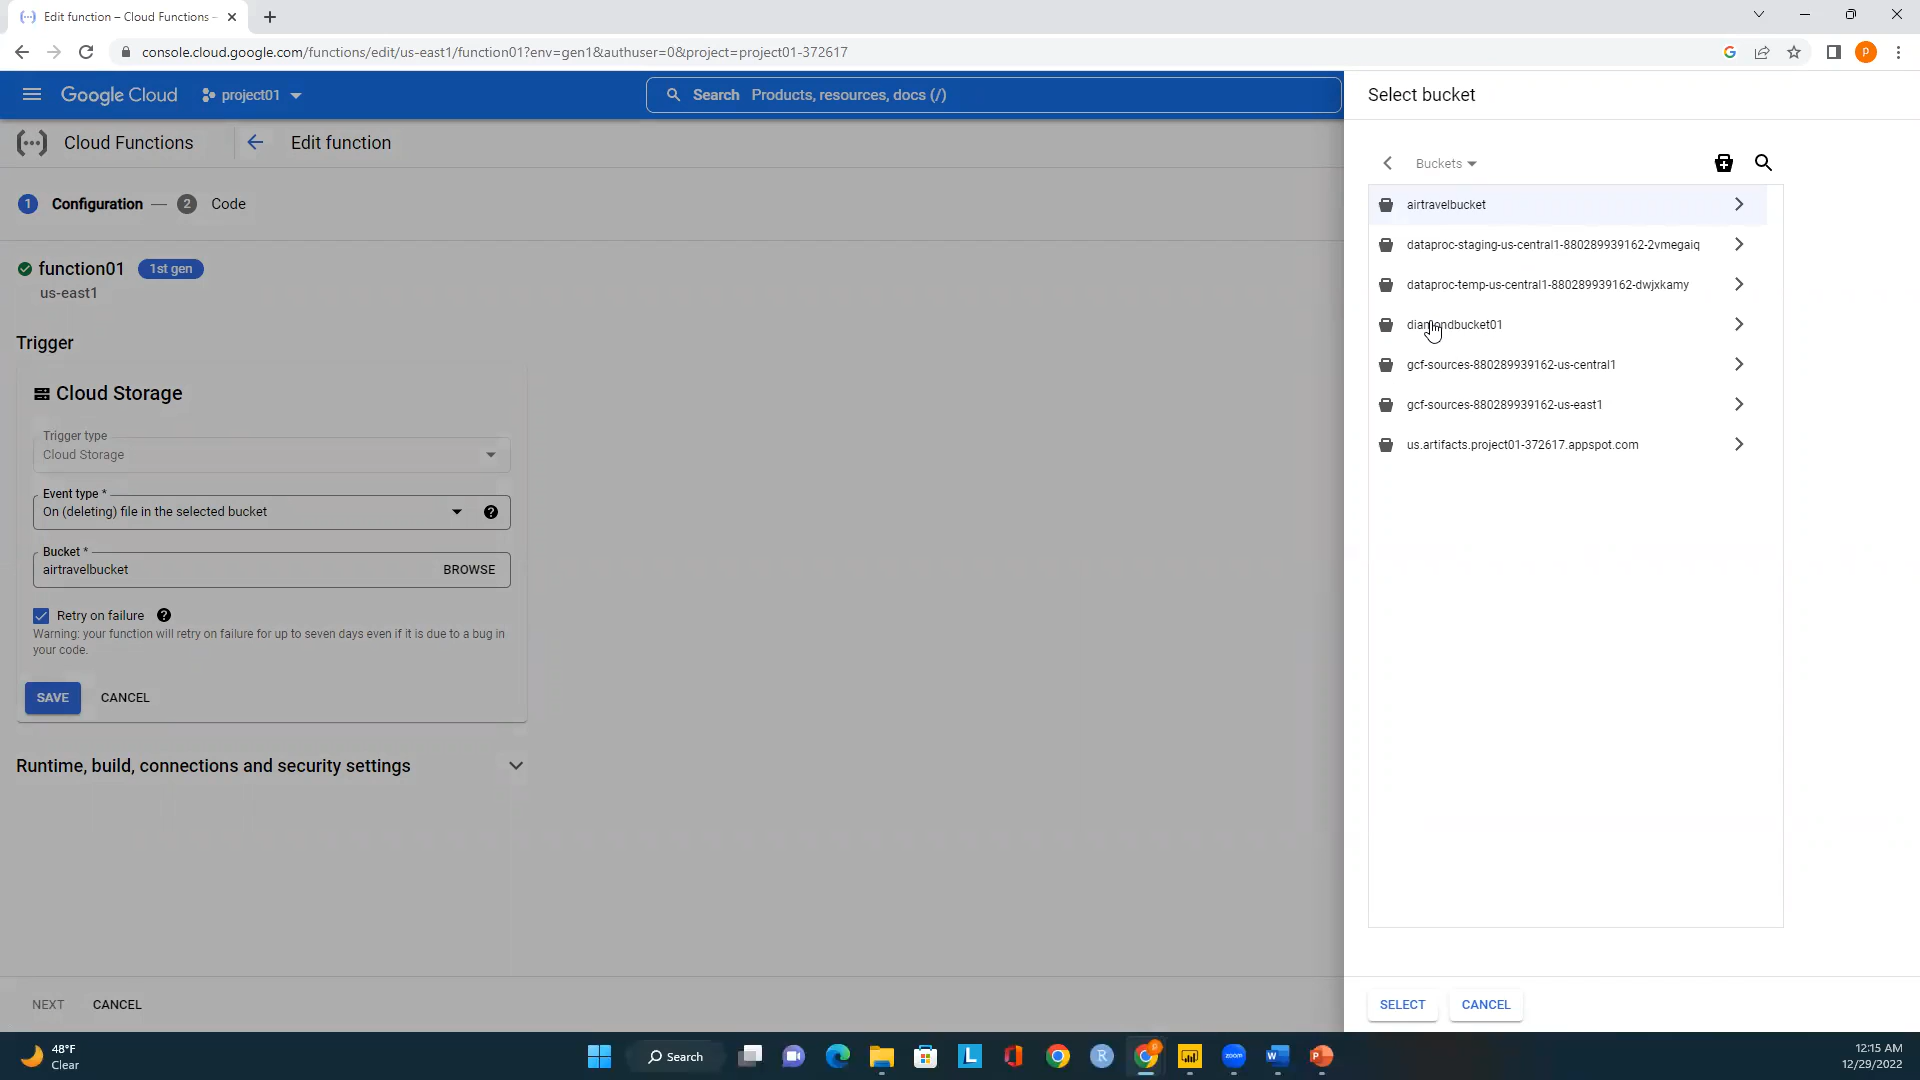 Edit function – Cloud Functions –
console.cloud.google.com/functions/edit/us-east1/function01?env=gen1&authuser=0&project=project01-372617
P
Google Cloud
project01
Search Products, resources, docs (/)
Select bucket
Cloud Functions
Edit function
Buckets
1 Configuration — 2 Code
airtravelbucket
dataproc-staging-us-central1-880289939162-2vmegaiq
dataproc-temp-us-central1-880289939162-dwjxkamy
diamondbucket01
gcf-sources-880289939162-us-central1
gcf-sources-880289939162-us-east1
us.artifacts.project01-372617.appspot.com
function01 1st gen
us-east1
Trigger
Cloud Storage
Trigger type
Cloud Storage
Event type *
On (deleting) file in the selected bucket
Bucket *
airtravelbucket BROWSE
Retry on failure
Warning: your function will retry on failure for up to seven days even if it is due to a bug in
your code.
SAVE CANCEL
Runtime, build, connections and security settings
NEXT CANCEL
SELECT CANCEL
48°F
Clear
Search
L
R
zoom
W
P
12:15 AM
12/29/2022